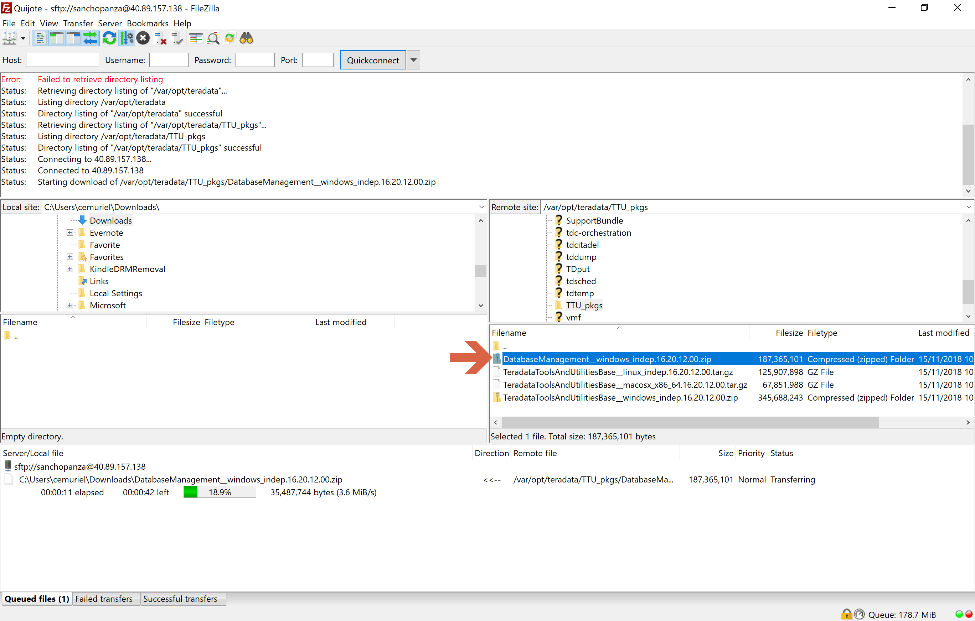 Quijote - sftp://sanchopanza@40.89.157.138 - FileZilla
File Edit View Transfer Server Bookmarks Help
Host: Username: Password: Port: Quickconnect
Error: Failed to retrieve directory listing
Status: Retrieving directory listing of "/var/opt/teradata"...
Status: Listing directory /var/opt/teradata
Status: Directory listing of "/var/opt/teradata" successful
Status: Retrieving directory listing of "/var/opt/teradata/TTU_pkgs"...
Status: Listing directory /var/opt/teradata/TTU_pkgs
Status: Directory listing of "/var/opt/teradata/TTU_pkgs" successful
Status: Connecting to 40.89.157.138...
Status: Connected to 40.89.157.138
Status: Starting download of /var/opt/teradata/TTU_pkgs/DatabaseManagement__windows_indep.16.20.12.00.zip
Local site: C:\Users\cemuriel\Downloads\
Downloads
Evernote
Favorite
Favorites
KindleDRMRemoval
Links
Local Settings
Microsoft
Filename Filesize Filetype Last modified
..
Empty directory.
Remote site: /var/opt/teradata/TTU_pkgs
SupportBundle
tdc-orchestration
tdcitadel
tddump
TDput
tdsched
tdtemp
TTU_pkgs
vmf
Filename Filesize Filetype Last modified
..
DatabaseManagement__windows_indep.16.20.12.00.zip 187,365,101 Compressed (zipped) Folder 15/11/2018 10
TeradataToolsAndUtilitiesBase__linux_indep.16.20.12.00.tar.gz 125,907,898 GZ File 15/11/2018 10
TeradataToolsAndUtilitiesBase__macosx_x86_64.16.20.12.00.tar.gz 67,851,988 GZ File 15/11/2018 10
TeradataToolsAndUtilitiesBase__windows_indep.16.20.12.00.zip 345,688,243 Compressed (zipped) Folder 15/11/2018 10
Selected 1 file. Total size: 187,365,101 bytes
Server/Local file Direction Remote file Size Priority Status
sftp://sanchopanza@40.89.157.138
C:\Users\cemuriel\Downloads\DatabaseManagement__windows_indep.16.20.12.00.zip <<-- /var/opt/teradata/TTU_pkgs/DatabaseMa... 187,365,101 Normal Transferring
00:00:11 elapsed 00:00:42 left 18.9% 35,487,744 bytes (3.6 MiB/s)
Queued files (1) Failed transfers Successful transfers
Queue: 178.7 MiB